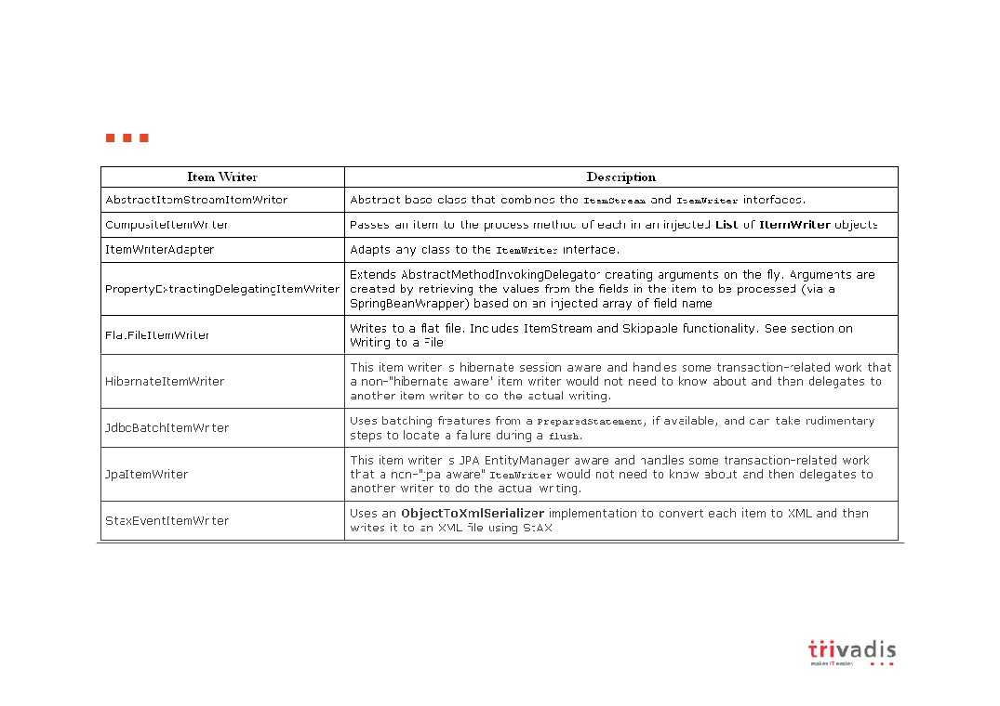 Item Writer Description
AbstractItemStreamItemWriter Abstract base class that combines the ItemStream and ItemWriter interfaces.
CompositeItemWriter Passes an item to the process method of each in an injected List of ItemWriter objects
ItemWriterAdapter Adapts any class to the ItemWriter interface.
Extends AbstractMethodInvokingDelegator creating arguments on the fly. Arguments are
PropertyExtractingDelegatingItemWriter created by retrieving the values from the fields in the item to be processed (via a
SpringBeanWrapper) based on an injected array of field name
FlatFileItemWriter Writes to a flat file. Includes ItemStream and Skippable functionality. See section on
Writing to a File
This item writer is hibernate session aware and handles some transaction-related work that
HibernateItemWriter a non-"hibernate aware" item writer would not need to know about and then delegates to
another item writer to do the actual writing.
JdbcBatchItemWriter Uses batching features from a PreparedStatement, if available, and can take rudimentary
steps to locate a failure during a flush.
This item writer is JPA EntityManager aware and handles some transaction-related work
JpaItemWriter that a non-"jpa aware" ItemWriter would not need to know about and then delegates to
another writer to do the actual writing.
StaxEventItemWriter Uses an ObjectToXmlSerializer implementation to convert each item to XML and then
writes it to an XML file using StAX
trivadis
makes IT easier.